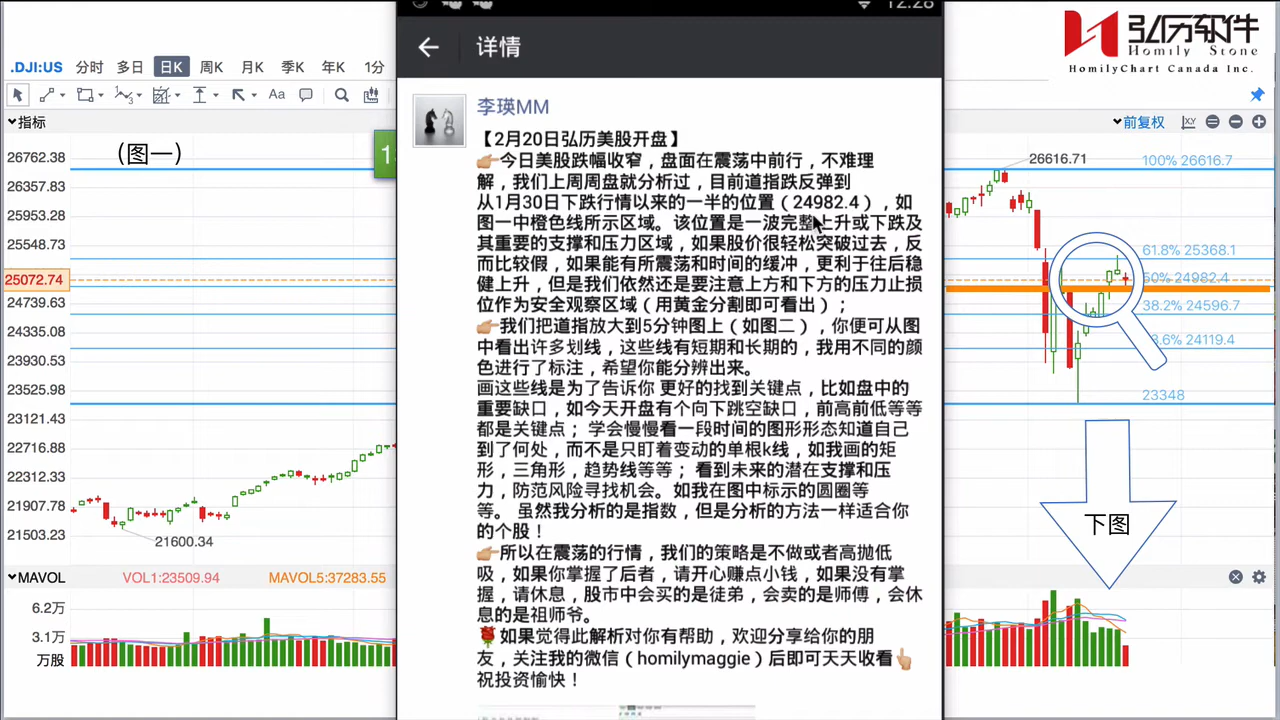 12:28
弘历软件
Homily Stone
HomilyChart Canada Inc.
详情
.DJI:US 分时 多日 日K 周K 月K 季K 年K 1分
Aa
指标
前复权
(图一)
26762.38
26357.83
25953.28
25548.73
25072.74
24739.63
24335.08
23930.53
23525.98
23121.43
22716.88
22312.33
21907.78
21503.23
21600.34
MAVOL VOL1:23509.94 MAVOL5:37283.55
6.2万
3.1万
万股
李瑛MM
【2月20日弘历美股开盘】
👉今日美股跌幅收窄，盘面在震荡中前行，不难理
解，我们上周周盘就分析过，目前道指跌反弹到
从1月30日下跌行情以来的一半的位置（24982.4），如
图一中橙色线所示区域。该位置是一波完整上升或下跌及
其重要的支撑和压力区域，如果股价很轻松突破过去，反
而比较假，如果能有所震荡和时间的缓冲，更利于往后稳
健上升，但是我们依然还是要注意上方和下方的压力止损
位作为安全观察区域（用黄金分割即可看出）；
👉我们把道指放大到5分钟图上（如图二），你便可从图
中看出许多划线，这些线有短期和长期的，我用不同的颜
色进行了标注，希望你能分辨出来。
画这些线是为了告诉你 更好的找到关键点，比如盘中的
重要缺口，如今天开盘有个向下跳空缺口，前高前低等等
都是关键点； 学会慢慢看一段时间的图形形态知道自己
到了何处，而不是只盯着变动的单根k线，如我画的矩
形，三角形，趋势线等等； 看到未来的潜在支撑和压
力，防范风险寻找机会。如我在图中标示的圆圈等
等。 虽然我分析的是指数，但是分析的方法一样适合你
的个股！
👉所以在震荡的行情，我们的策略是不做或者高抛低
吸，如果你掌握了后者，请开心赚点小钱，如果没有掌
握，请休息，股市中会买的是徒弟，会卖的是师傅，会休
息的是祖师爷。
🌹如果觉得此解析对你有帮助，欢迎分享给你的朋
友，关注我的微信（homilymaggie）后即可天天收看👆
祝投资愉快！
26616.71
100% 26616.7
61.8% 25368.1
50% 24982.4
38.2% 24596.7
3.6% 24119.4
23348
下图